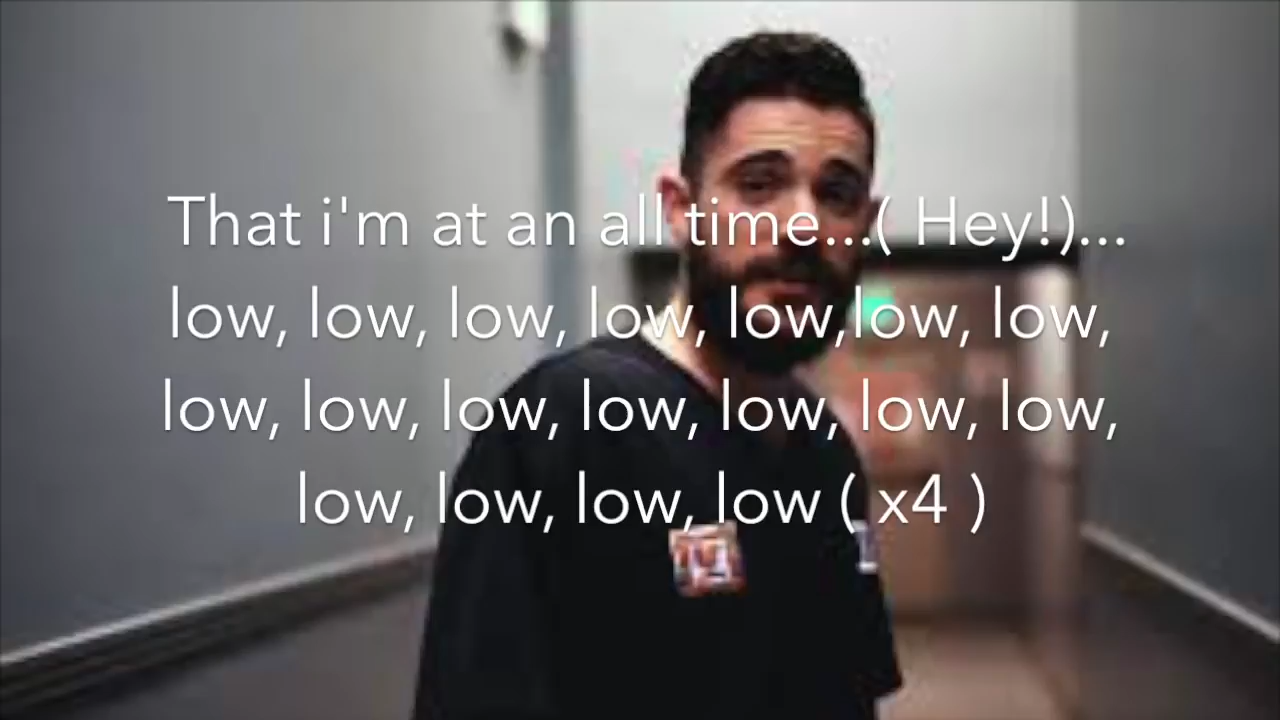 That i'm at an all time...( Hey!)...
low, low, low, low, low,low, low,
low, low, low, low, low, low, low,
low, low, low, low ( x4 )